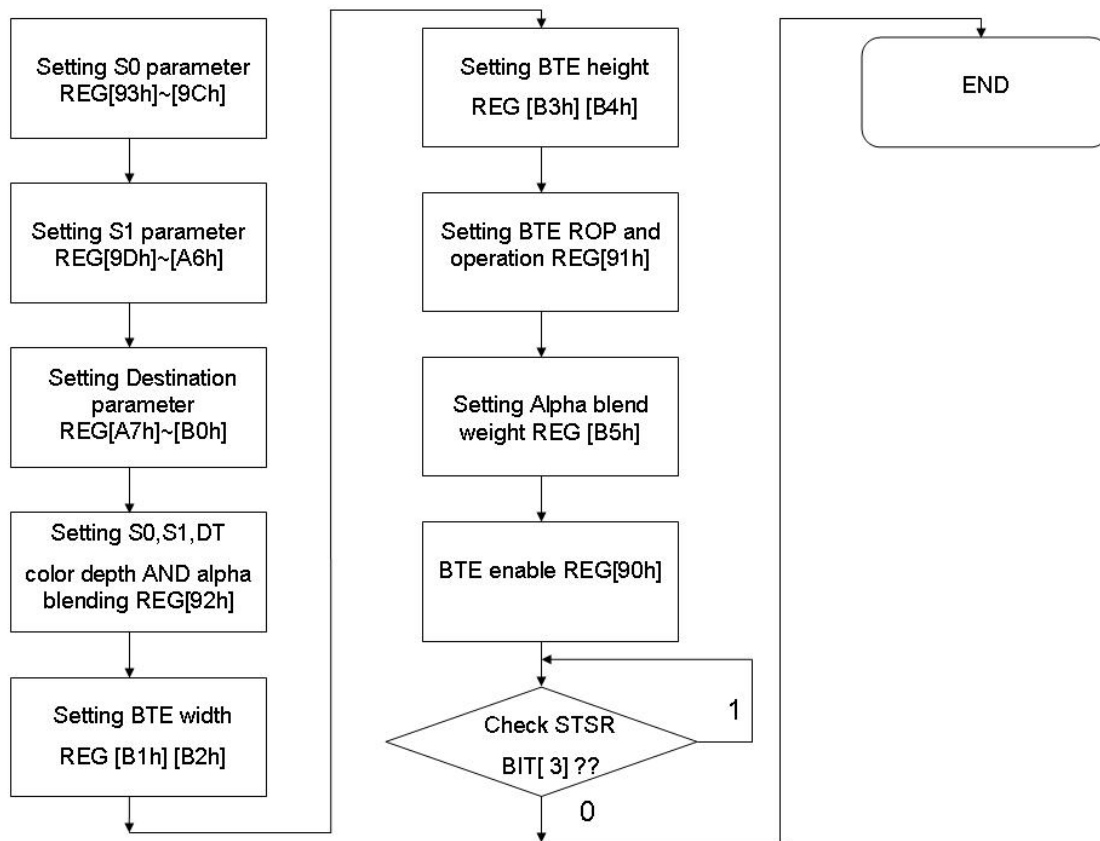 Setting S0 parameter
REG[93h]~[9Ch]
Setting S1 parameter
REG[9Dh]~[A6h]
Setting Destination
parameter
REG[A7h]~[B0h]
Setting S0,S1,DT
color depth AND alpha
blending REG[92h]
Setting BTE width
REG [B1h] [B2h]
Setting BTE height
REG [B3h] [B4h]
Setting BTE ROP and
operation REG[91h]
Setting Alpha blend
weight REG [B5h]
BTE enable REG[90h]
Check STSR
BIT[ 3] ??
1
0
END